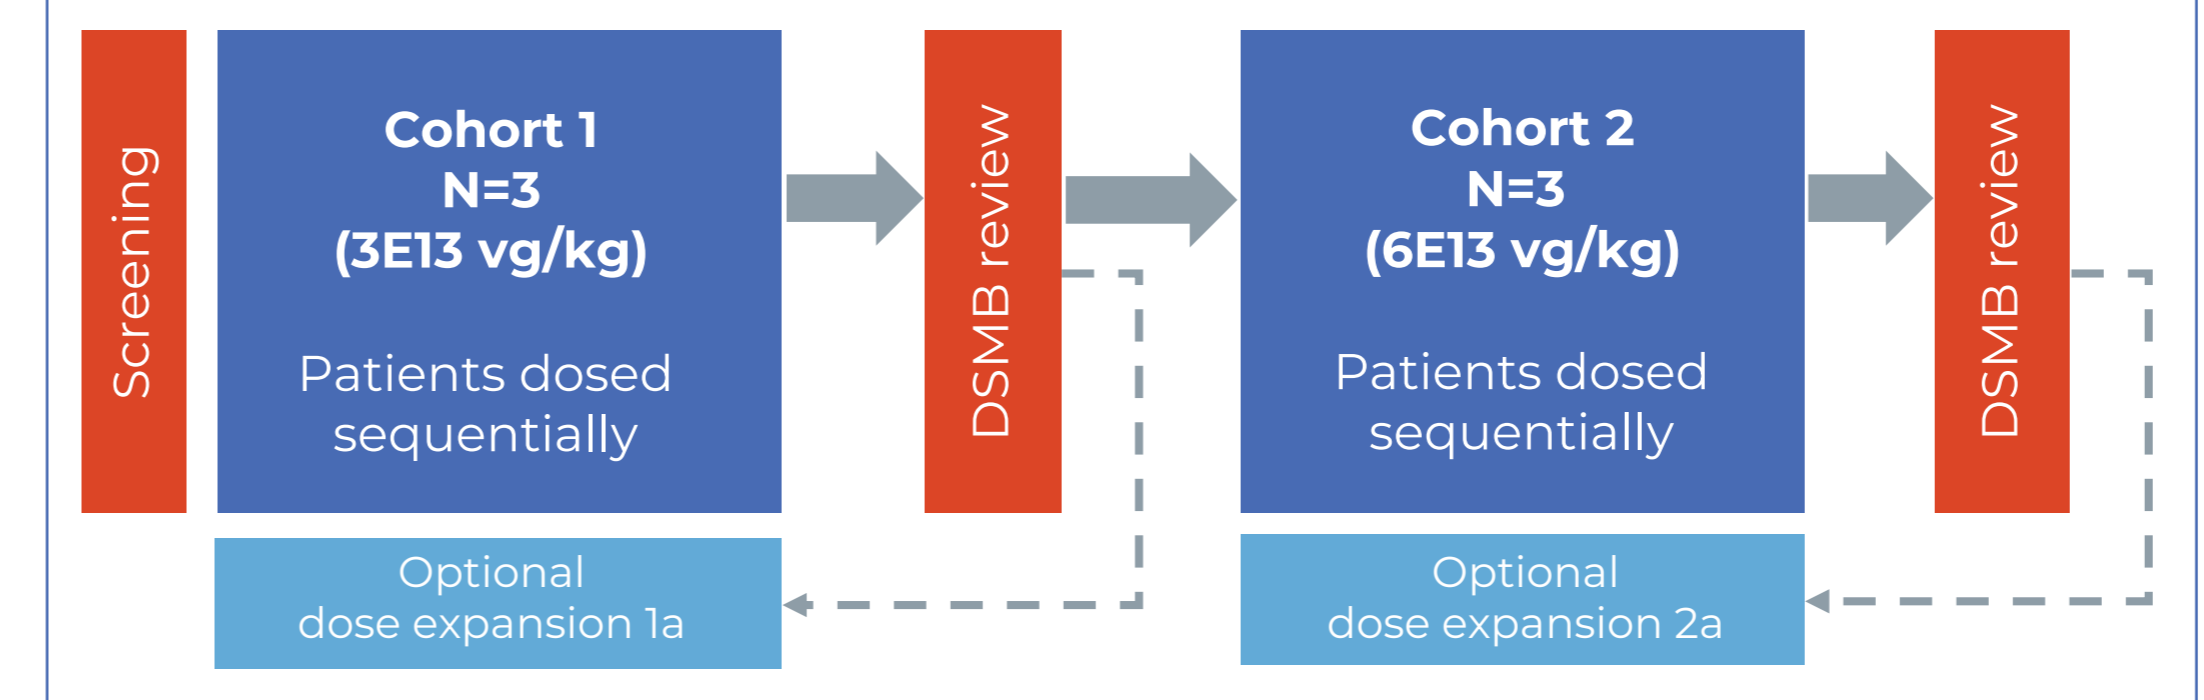 Screening
Cohort 1
N=3
(3E13 vg/kg)
Patients dosed
sequentially
Optional
dose expansion 1a
DSMB review
Cohort 2
N=3
(6E13 vg/kg)
Patients dosed
sequentially
Optional
dose expansion 2a
DSMB review